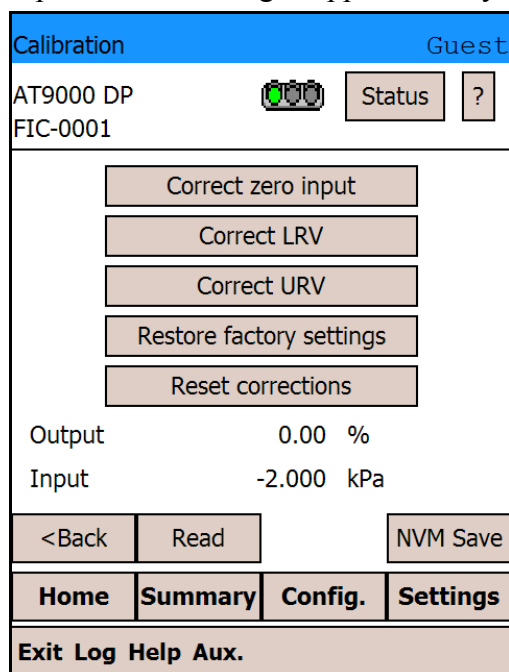 Calibration Guest
AT9000 DP Status ?
FIC-0001
Correct zero input
Correct LRV
Correct URV
Restore factory settings
Reset corrections
Output 0.00 %
Input -2.000 kPa
<Back Read NVM Save
Home Summary Config. Settings
Exit Log Help Aux.